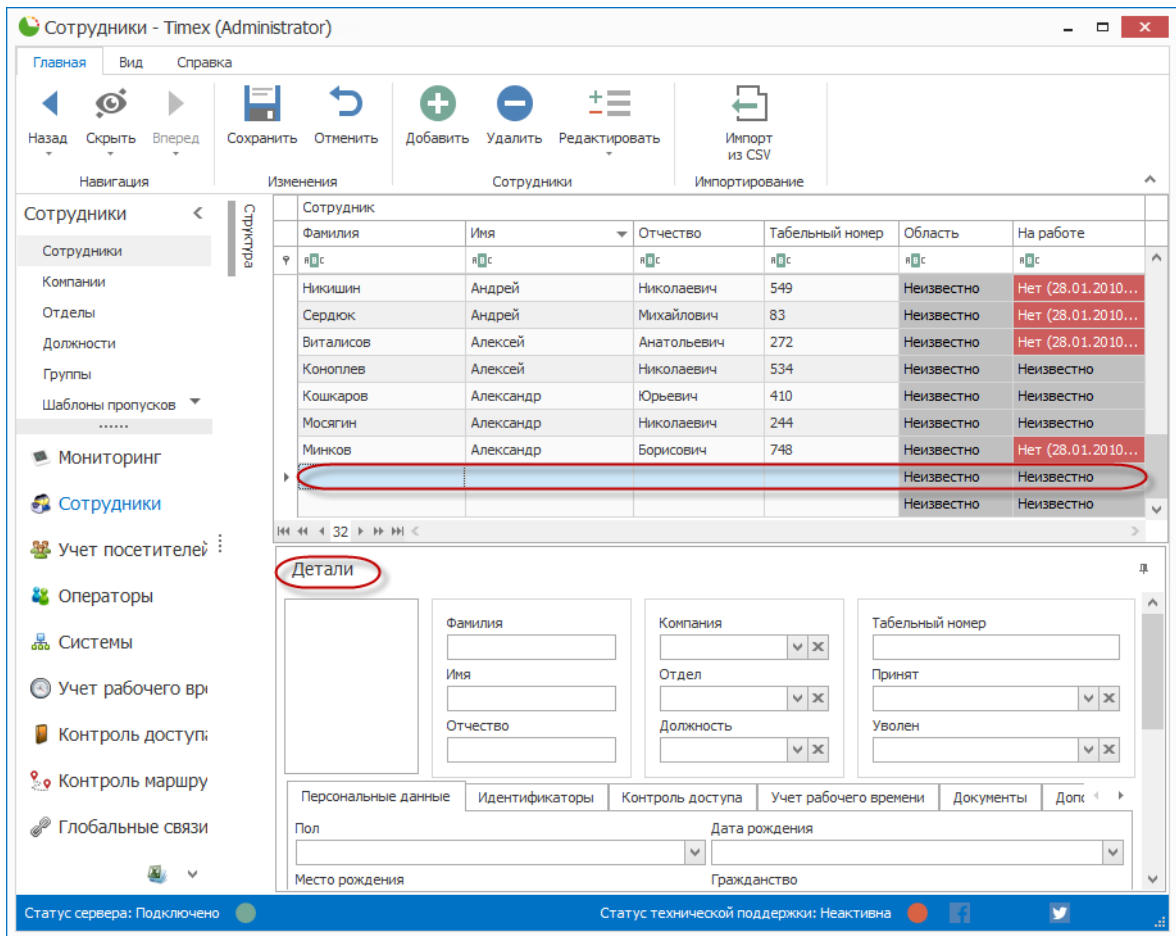 Сотрудники - Timex (Administrator)
Главная Вид Справка
Назад Скрыть Вперед Сохранить Отменить Добавить Удалить Редактировать Импорт из CSV
Навигация Изменения Сотрудники Импортирование
Сотрудники
Сотрудники
Компании
Отделы
Должности
Группы
Шаблоны пропусков
Мониторинг
Сотрудники
Учет посетителей
Операторы
Системы
Учет рабочего вре
Контроль доступа
Контроль маршру
Глобальные связи
Структура
Сотрудник
Фамилия Имя Отчество Табельный номер Область На работе
Никишин Андрей Николаевич 549 Неизвестно Нет (28.01.2010...
Сердюк Андрей Михайлович 83 Неизвестно Нет (28.01.2010...
Виталисов Алексей Анатольевич 272 Неизвестно Нет (28.01.2010...
Коноплев Алексей Николаевич 534 Неизвестно Неизвестно
Кошкаров Александр Юрьевич 410 Неизвестно Неизвестно
Мосягин Александр Николаевич 244 Неизвестно Неизвестно
Минков Александр Борисович 748 Неизвестно Нет (28.01.2010...
Неизвестно Неизвестно
Неизвестно Неизвестно
32
Детали
Фамилия Компания Табельный номер
Имя Отдел Принят
Отчество Должность Уволен
Персональные данные Идентификаторы Контроль доступа Учет рабочего времени Документы Допо
Пол Дата рождения
Место рождения Гражданство
Статус сервера: Подключено Статус технической поддержки: Неактивна